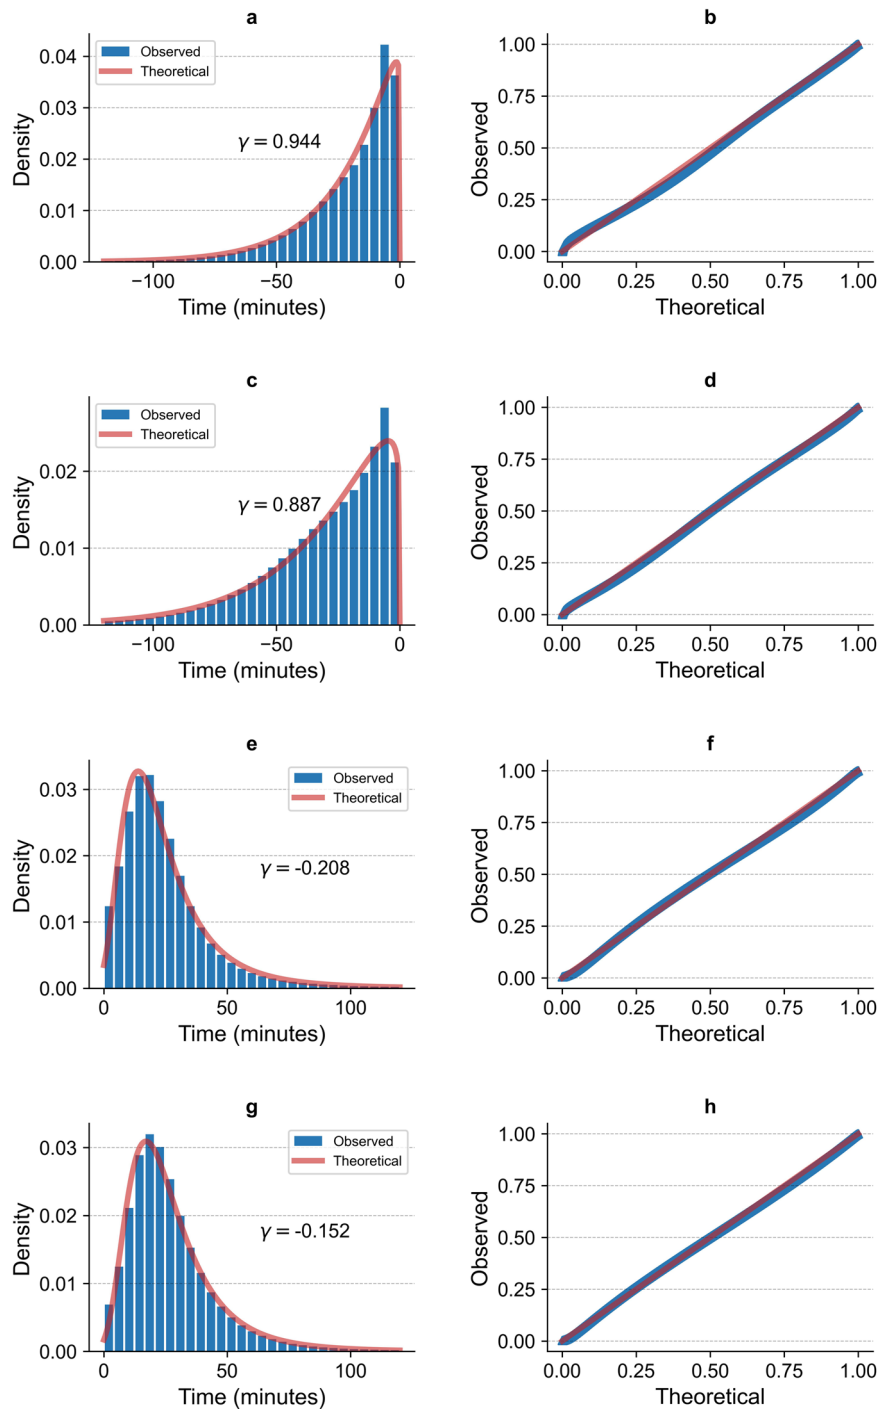 a
Observed
Theoretical
γ = 0.944
Density
0.04
0.03
0.02
0.01
0.00
−100
−50
0
Time (minutes)
b
Observed
1.00
0.75
0.50
0.25
0.00
0.00
0.25
0.50
0.75
1.00
Theoretical
c
Observed
Theoretical
γ = 0.887
Density
0.02
0.01
0.00
−100
−50
0
Time (minutes)
d
Observed
1.00
0.75
0.50
0.25
0.00
0.00
0.25
0.50
0.75
1.00
Theoretical
e
Observed
Theoretical
γ = -0.208
Density
0.03
0.02
0.01
0.00
0
50
100
Time (minutes)
f
Observed
1.00
0.75
0.50
0.25
0.00
0.00
0.25
0.50
0.75
1.00
Theoretical
g
Observed
Theoretical
γ = -0.152
Density
0.03
0.02
0.01
0.00
0
50
100
Time (minutes)
h
Observed
1.00
0.75
0.50
0.25
0.00
0.00
0.25
0.50
0.75
1.00
Theoretical